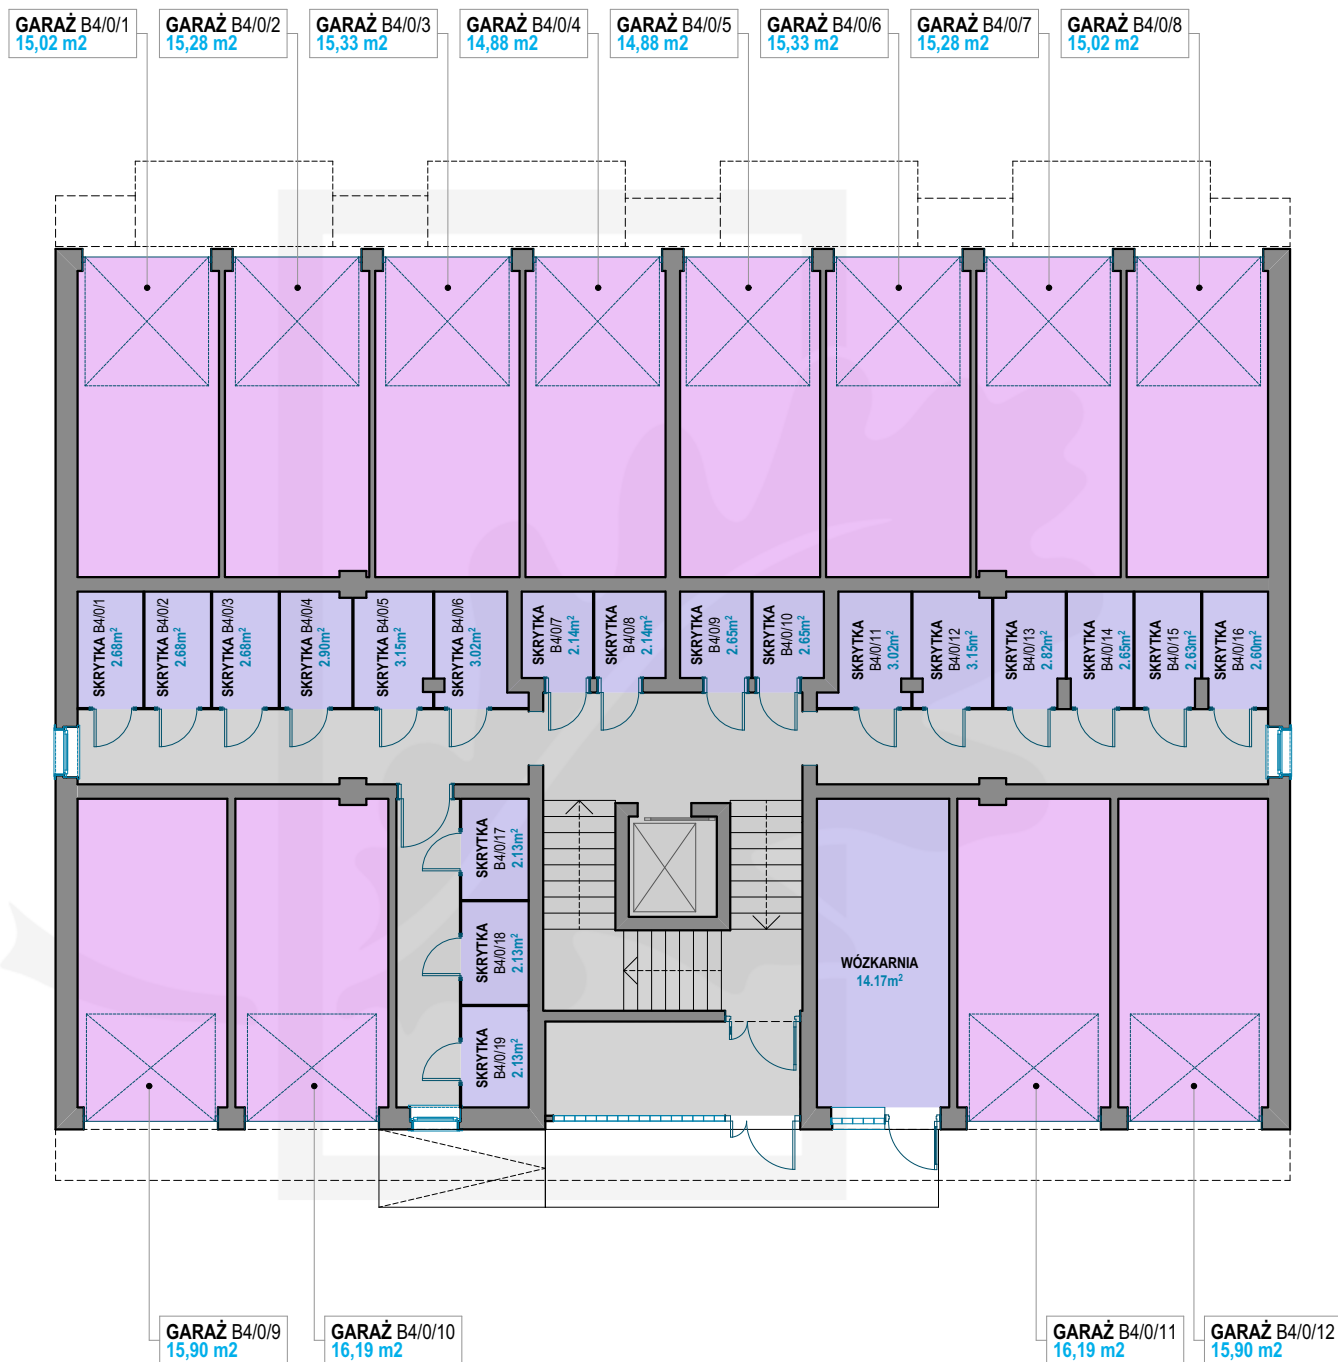 GARAŻ B4/0/1
15,02 m2
GARAŻ B4/0/2
15,28 m2
GARAŻ B4/0/3
15,33 m2
GARAŻ B4/0/4
14,88 m2
GARAŻ B4/0/5
14,88 m2
GARAŻ B4/0/6
15,33 m2
GARAŻ B4/0/7
15,28 m2
GARAŻ B4/0/8
15,02 m2
SKRYTKA B4/0/1
2.68m²
SKRYTKA B4/0/2
2.68m²
SKRYTKA B4/0/3
2.68m²
SKRYTKA B4/0/4
2.90m²
SKRYTKA B4/0/5
3.15m²
SKRYTKA B4/0/6
3.02m²
SKRYTKA
B4/0/7
2.14m²
SKRYTKA
B4/0/8
2.14m²
SKRYTKA
B4/0/9
2.65m²
SKRYTKA
B4/0/10
2.65m²
SKRYTKA
B4/0/11
3.02m²
SKRYTKA
B4/0/12
3.15m²
SKRYTKA
B4/0/13
2.82m²
SKRYTKA
B4/0/14
2.65m²
SKRYTKA
B4/0/15
2.63m²
SKRYTKA
B4/0/16
2.60m²
SKRYTKA
B4/0/17
2.13m²
SKRYTKA
B4/0/18
2.13m²
SKRYTKA
B4/0/19
2.13m²
WÓZKARNIA
14.17m²
GARAŻ B4/0/9
15,90 m2
GARAŻ B4/0/10
16,19 m2
GARAŻ B4/0/11
16,19 m2
GARAŻ B4/0/12
15,90 m2